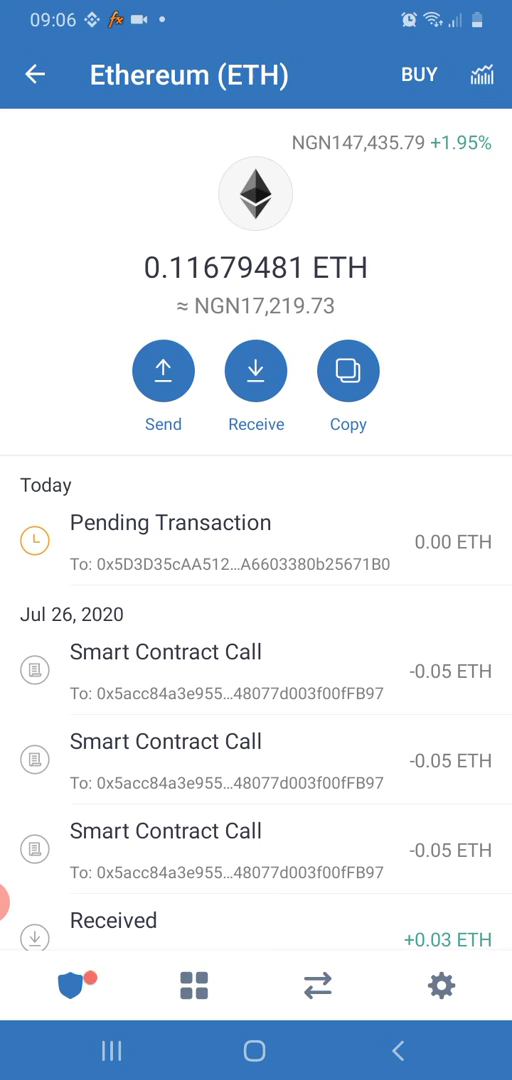 09:06
Ethereum (ETH)
BUY
NGN147,435.79 +1.95%
0.11679481 ETH
≈ NGN17,219.73
Send
Receive
Copy
Today
Pending Transaction
0.00 ETH
To: 0x5D3D35cAA512...A6603380b25671B0
Jul 26, 2020
Smart Contract Call
-0.05 ETH
To: 0x5acc84a3e955...48077d003f00fFB97
Smart Contract Call
-0.05 ETH
To: 0x5acc84a3e955...48077d003f00fFB97
Smart Contract Call
-0.05 ETH
To: 0x5acc84a3e955...48077d003f00fFB97
Received
+0.03 ETH